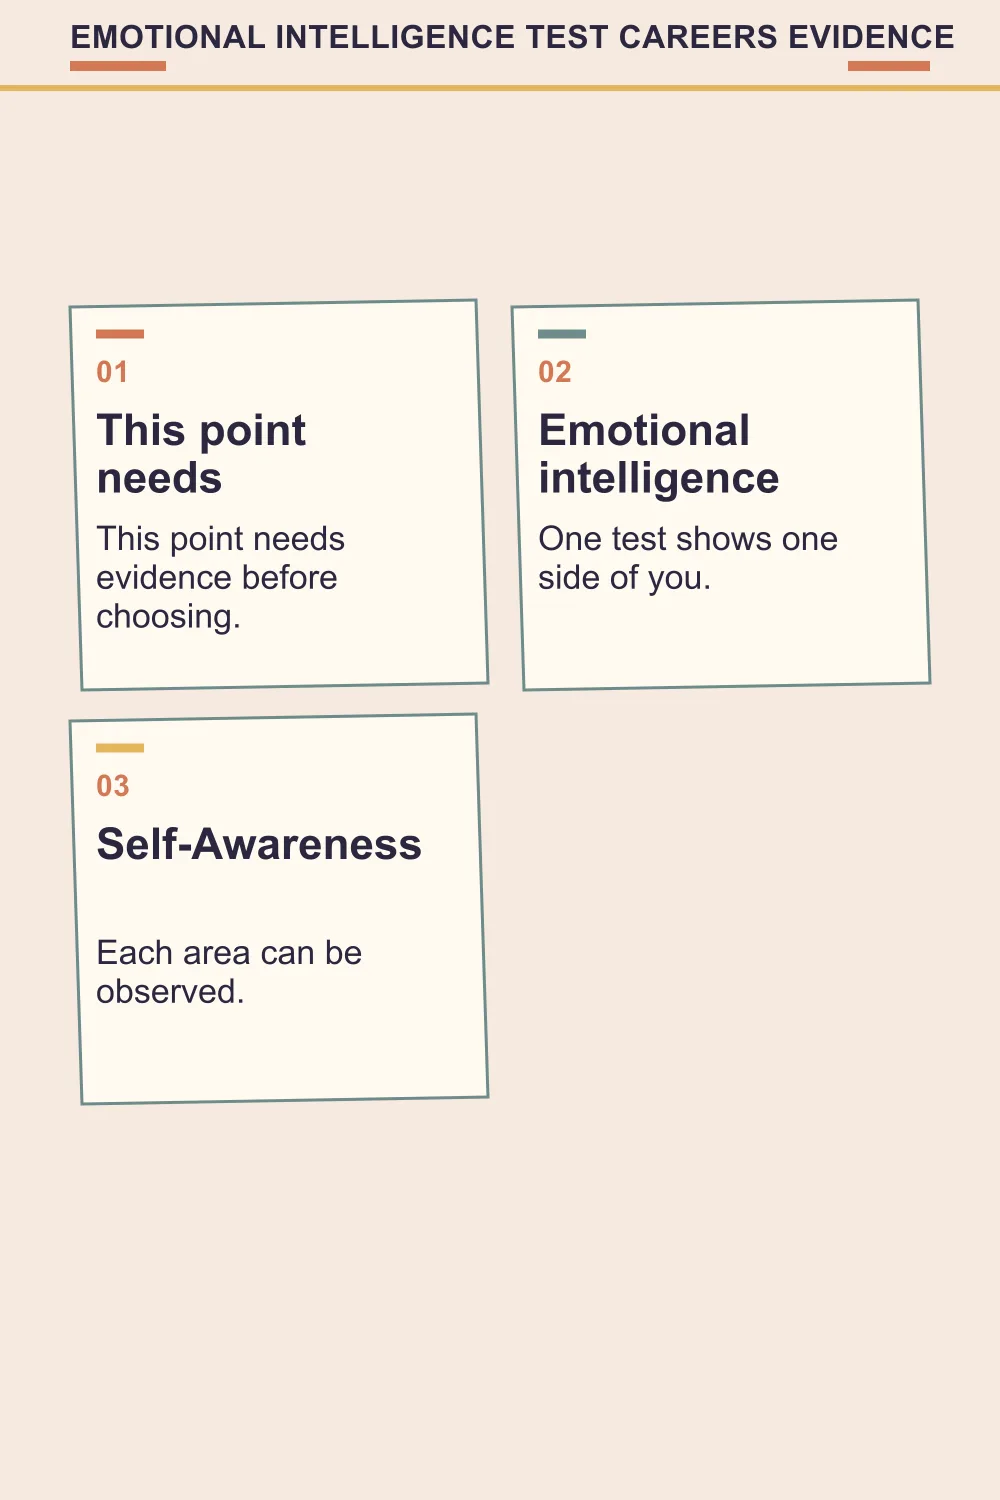 EMOTIONAL INTELLIGENCE TEST CAREERS EVIDENCE
01
This point
needs
This point needs
evidence before
choosing.
02
Emotional
intelligence
One test shows one
side of you.
03
Self-Awareness
Each area can be
observed.